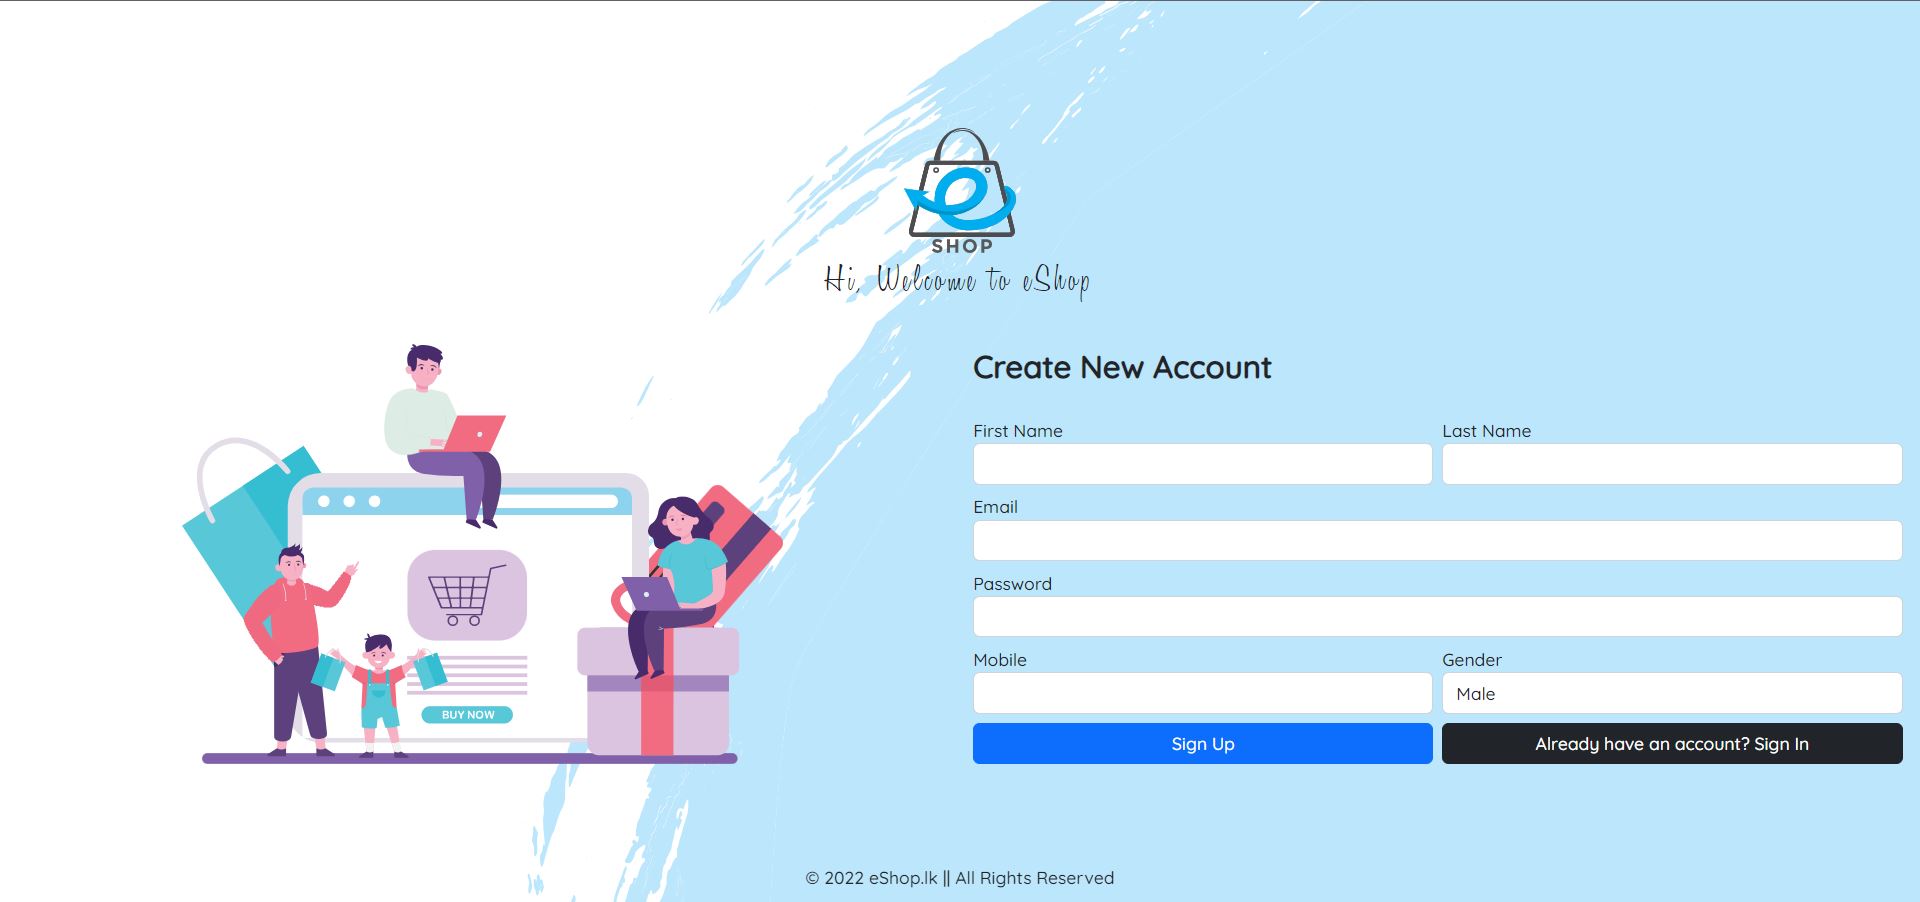 SHOP
Hi, Welcome to eShop
Create New Account
First Name Last Name
Email
Password
Mobile Gender
Male
Sign Up Already have an account? Sign In
BUY NOW
© 2022 eShop.lk || All Rights Reserved